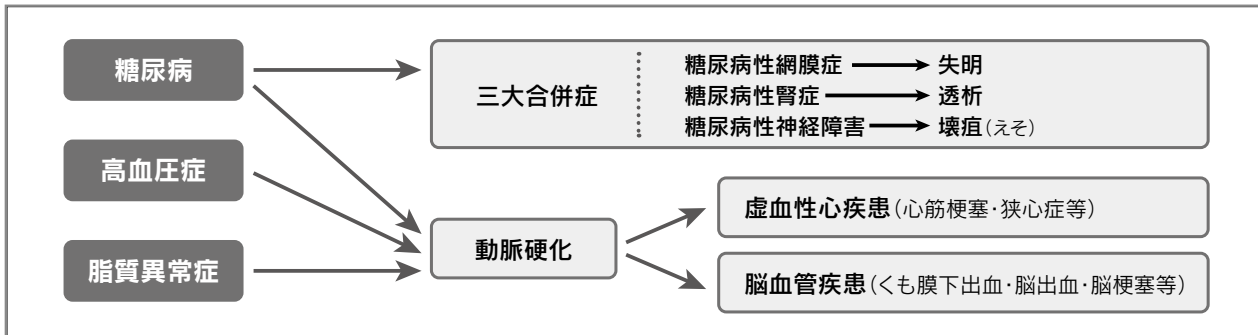 糖尿病
三大合併症
糖尿病性網膜症 失明
糖尿病性腎症 透析
糖尿病性神経障害 壊疽(えそ)
高血圧症
脂質異常症
動脈硬化
虚血性心疾患(心筋梗塞・狭心症等)
脳血管疾患(くも膜下出血・脳出血・脳梗塞等)